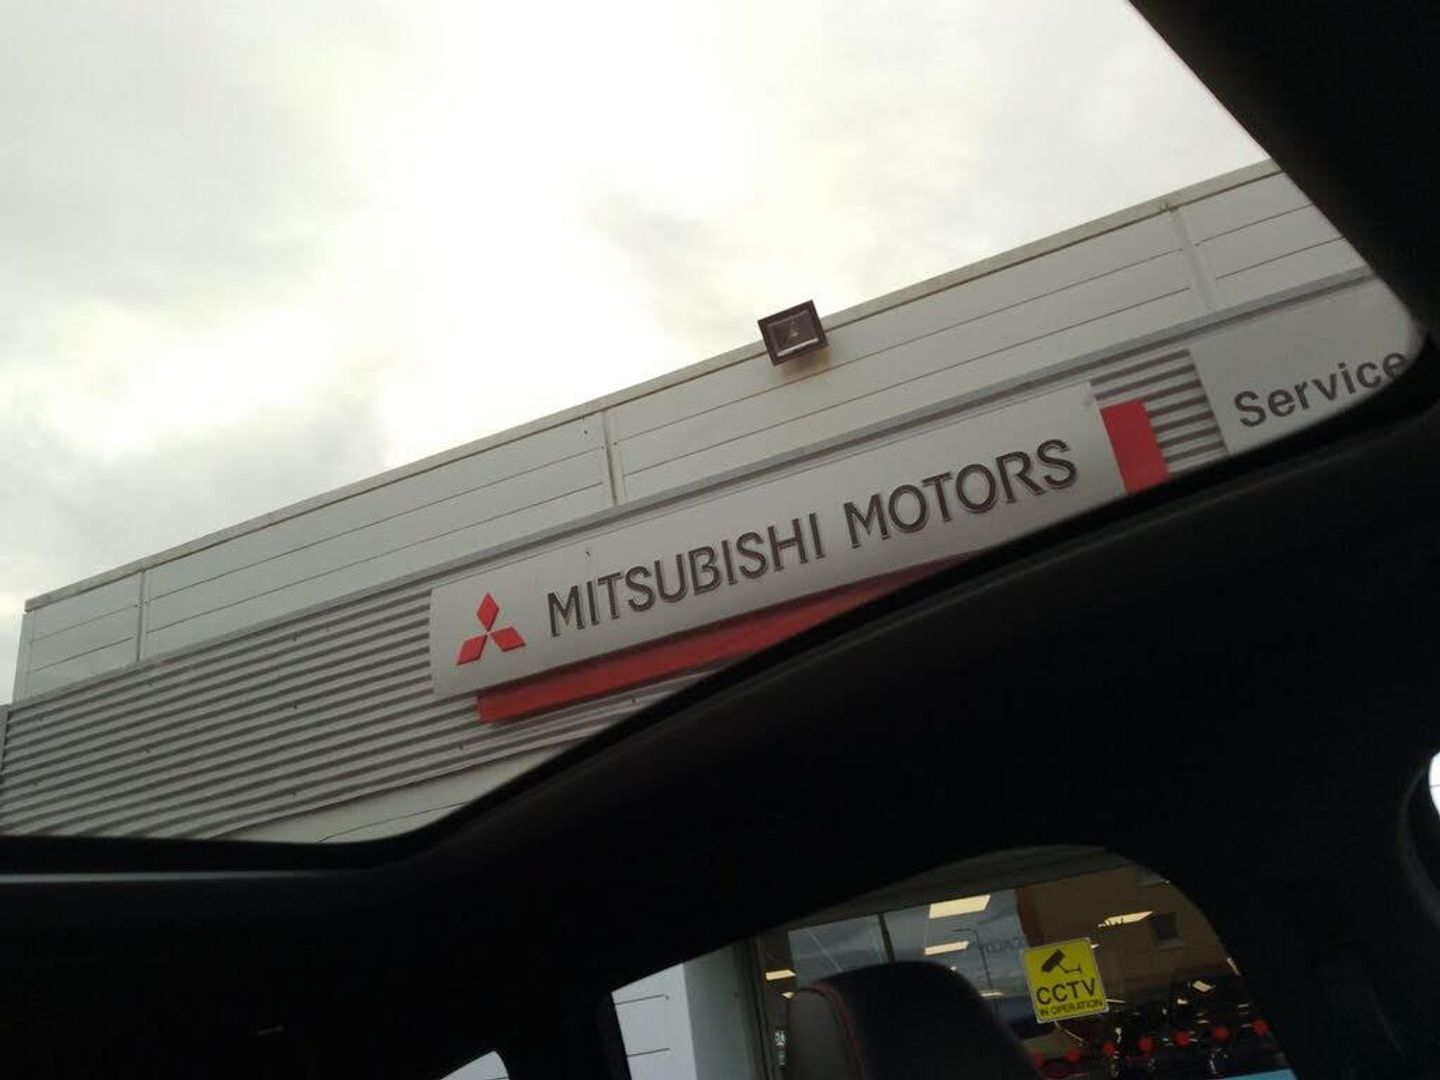 Service
MITSUBISHI MOTORS
CCTV
IN OPERATION